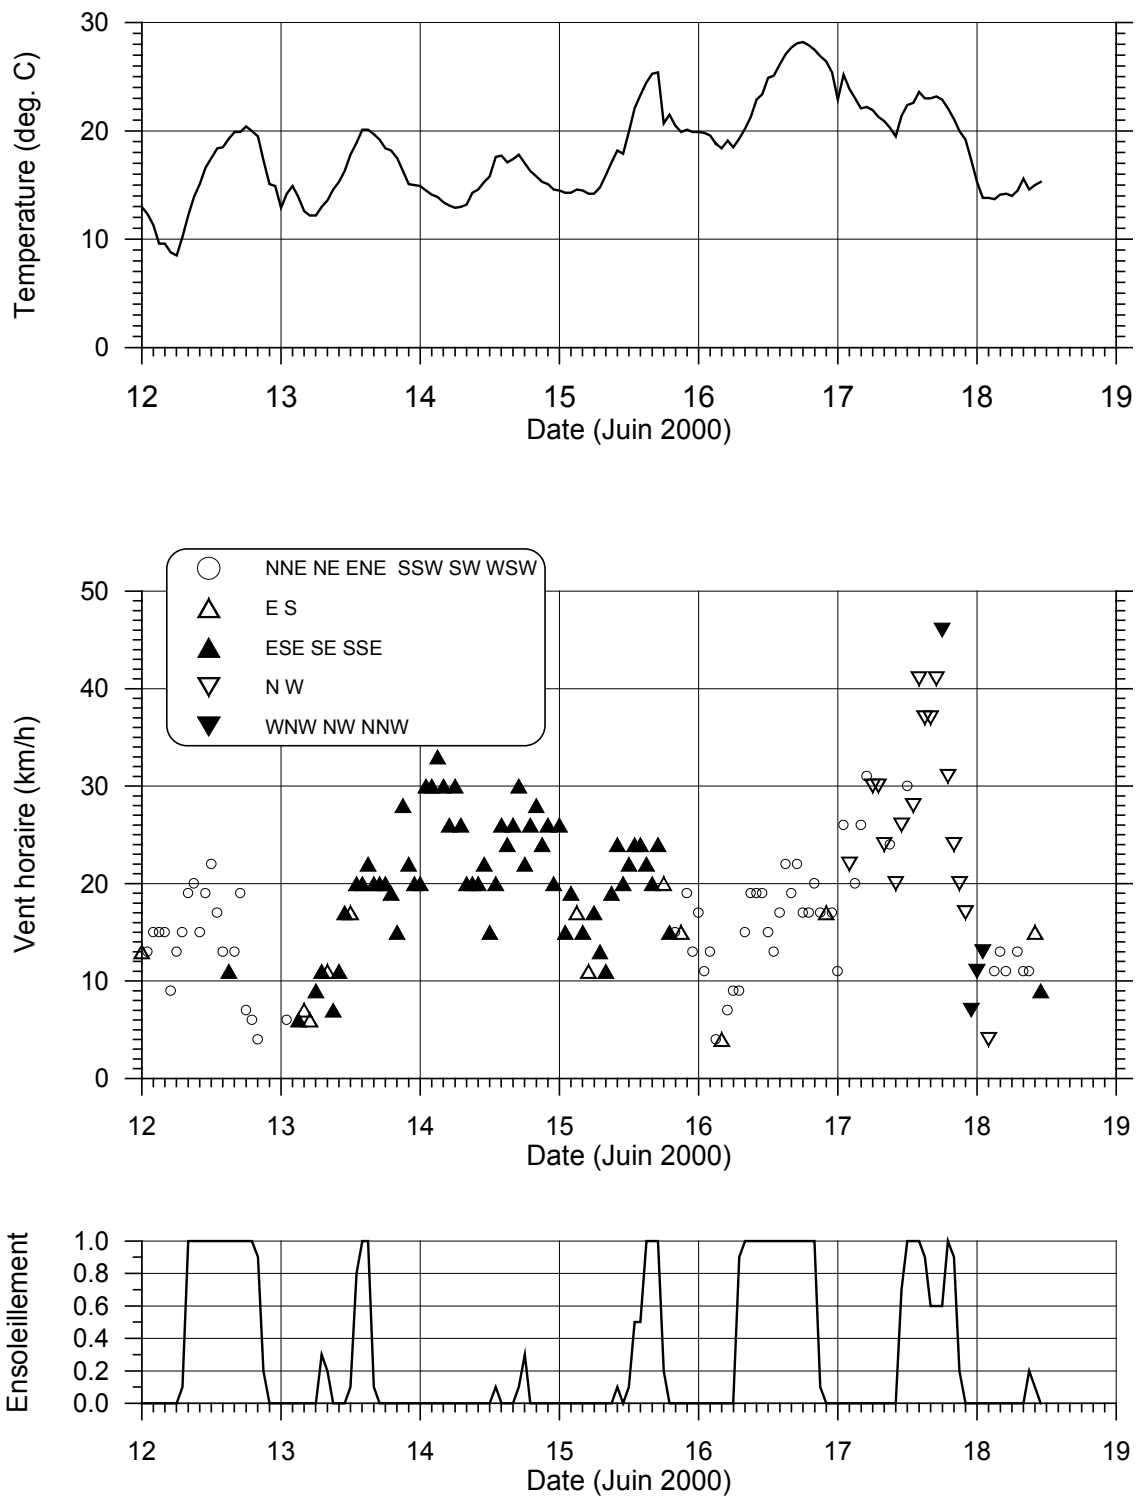 30
20
10
0
Temperature (deg. C)
12 13 14 15 16 17 18 19
Date (Juin 2000)
NNE NE ENE SSW SW WSW
E S
ESE SE SSE
N W
WNW NW NNW
50
40
30
20
10
0
Vent horaire (km/h)
12 13 14 15 16 17 18 19
Date (Juin 2000)
1.0
0.8
0.6
0.4
0.2
0.0
Ensoleillement
12 13 14 15 16 17 18 19
Date (Juin 2000)